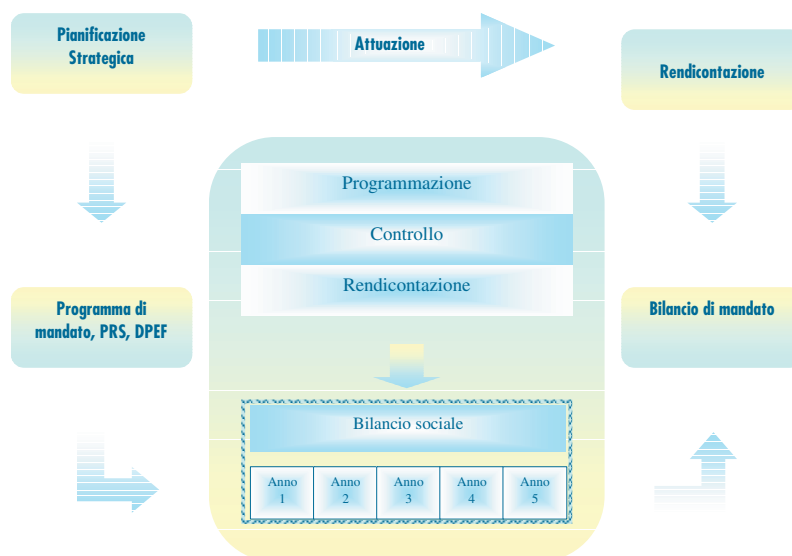 Pianificazione
Strategica
Attuazione
Rendicontazione
Programmazione
Controllo
Rendicontazione
Programma di
mandato, PRS, DPEF
Bilancio di mandato
Bilancio sociale
Anno
1
Anno
2
Anno
3
Anno
4
Anno
5